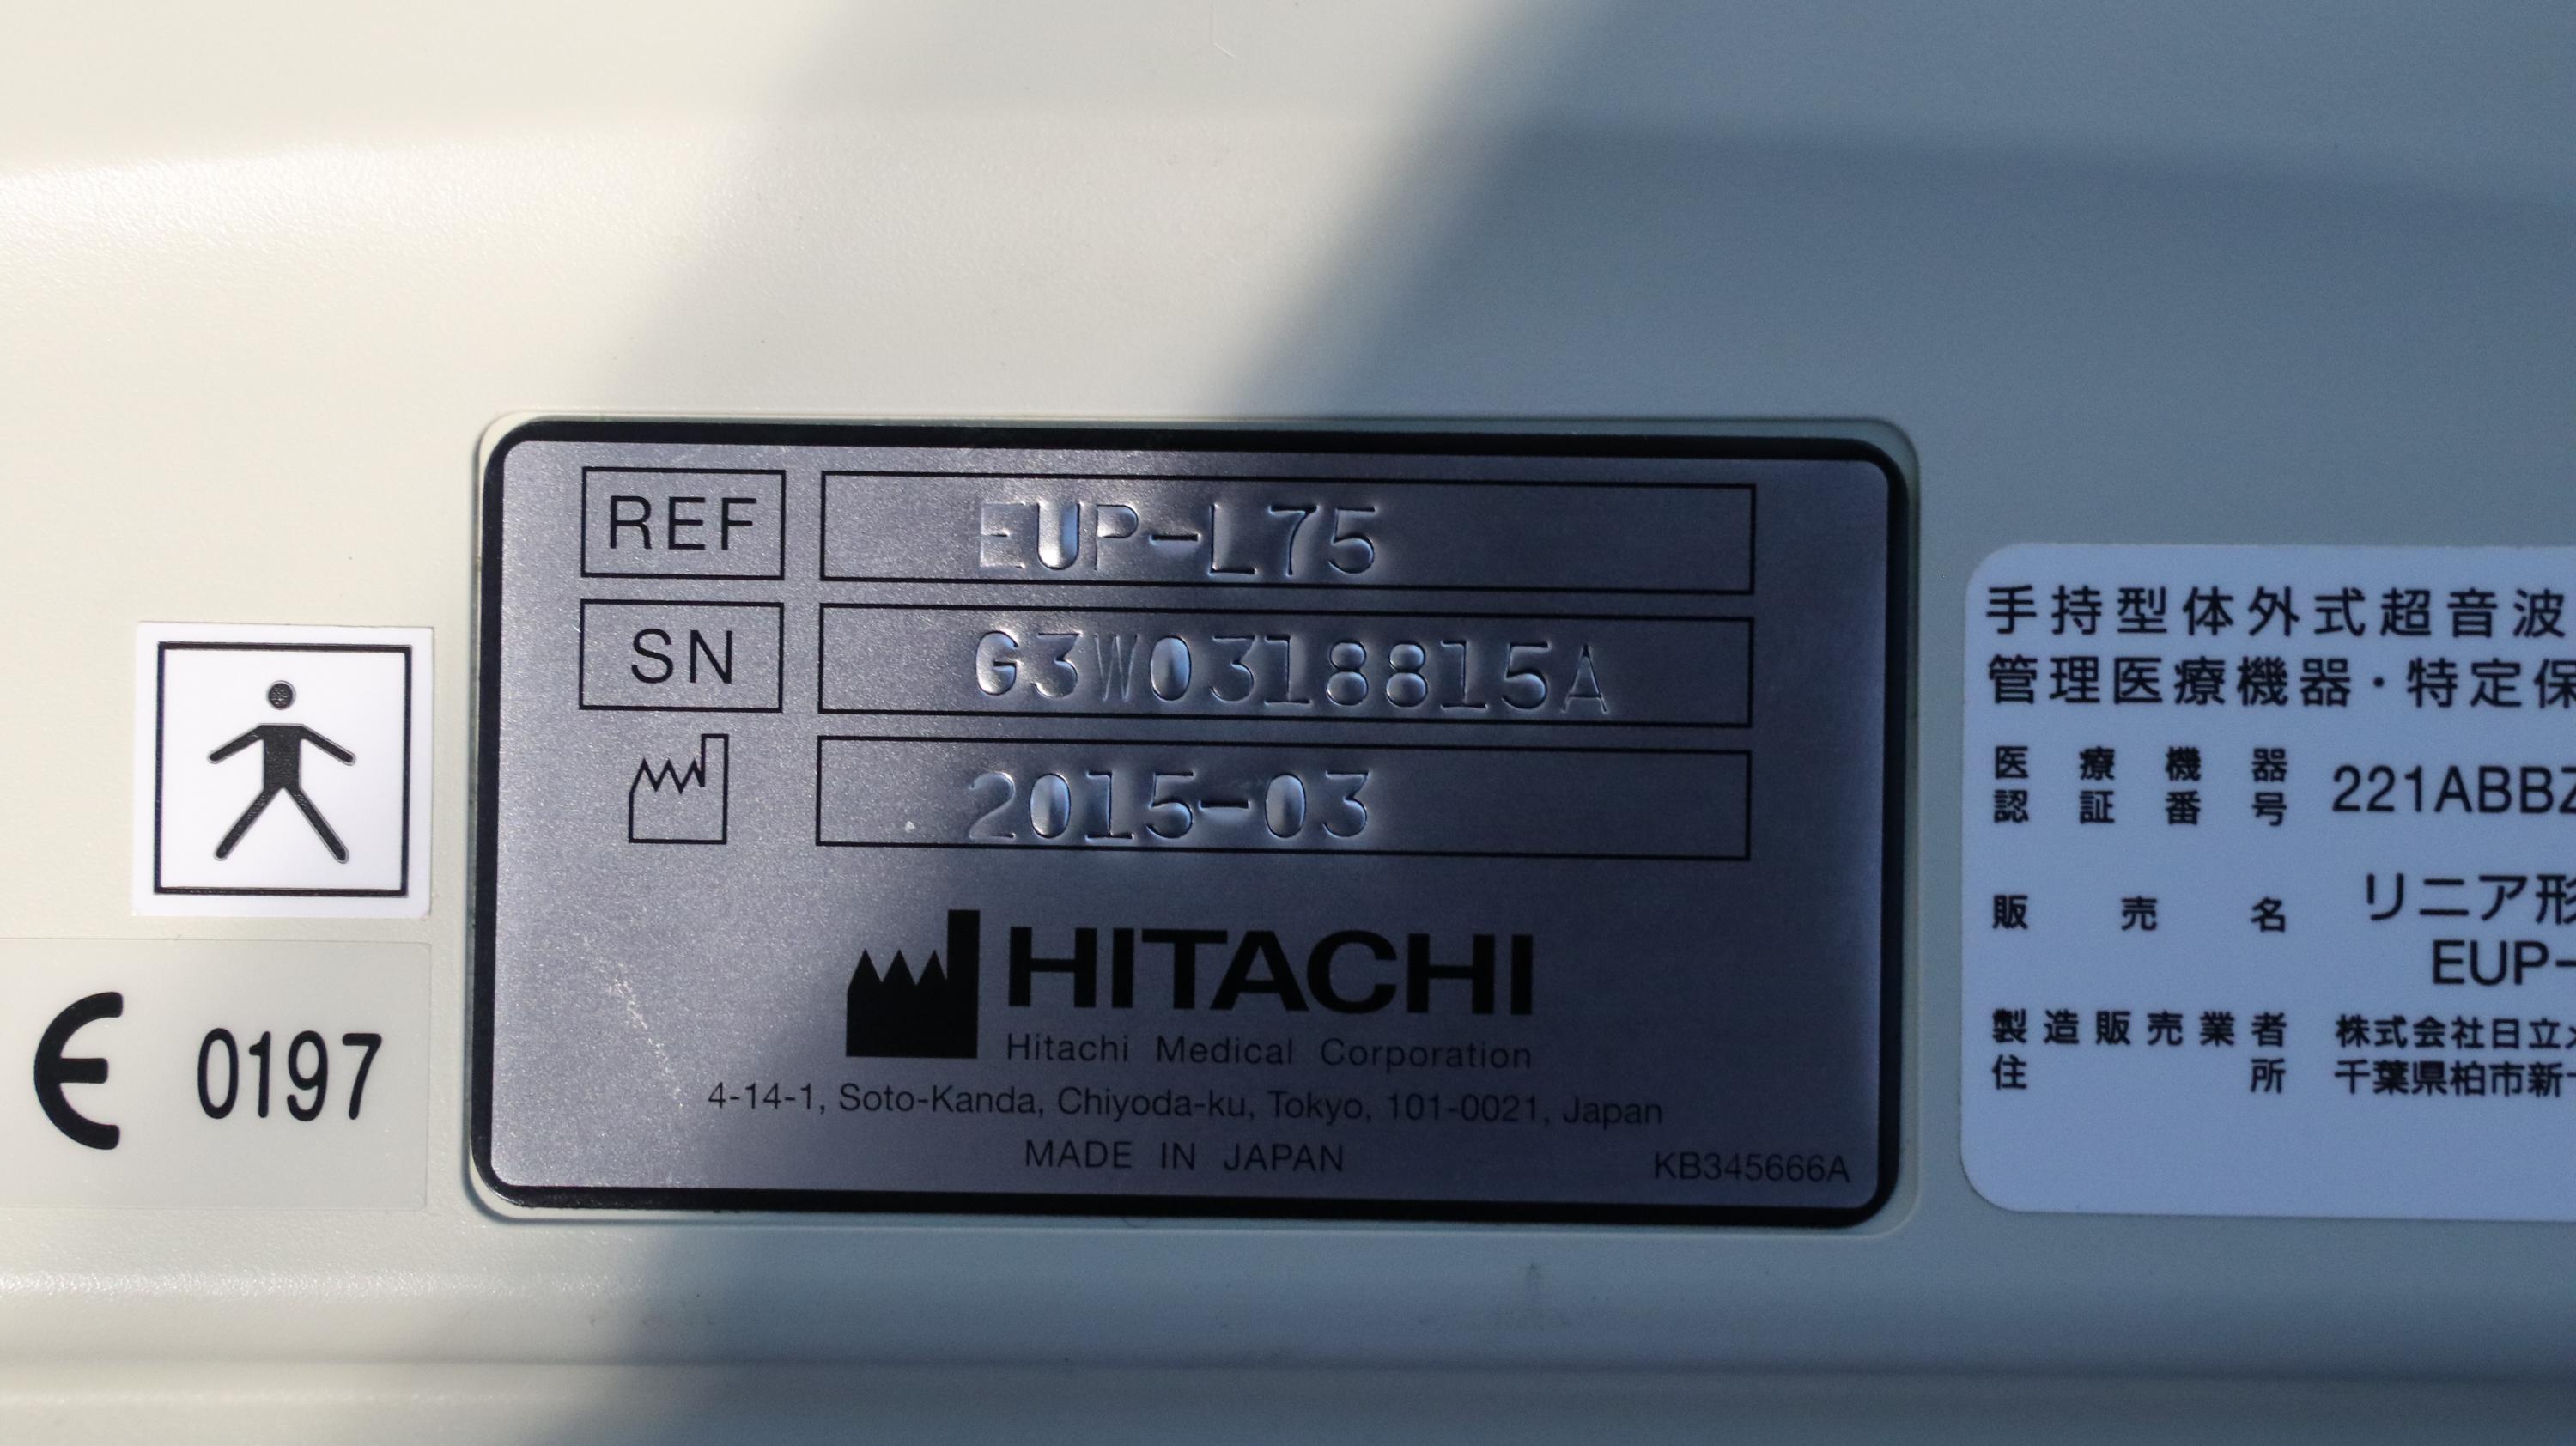 REF EUP-L75
SN G3W0318815A
2015-03
HITACHI
Hitachi Medical Corporation
4-14-1, Soto-Kanda, Chiyoda-ku, Tokyo, 101-0021, Japan
MADE IN JAPAN
KB345666A
CE 0197
手持型体外式超音波
管理医療機器・特定保
医療機器
認証番号
221ABBZ
販売名 リニア形
EUP-
製造販売業者 株式会社日立
住所 千葉県柏市新